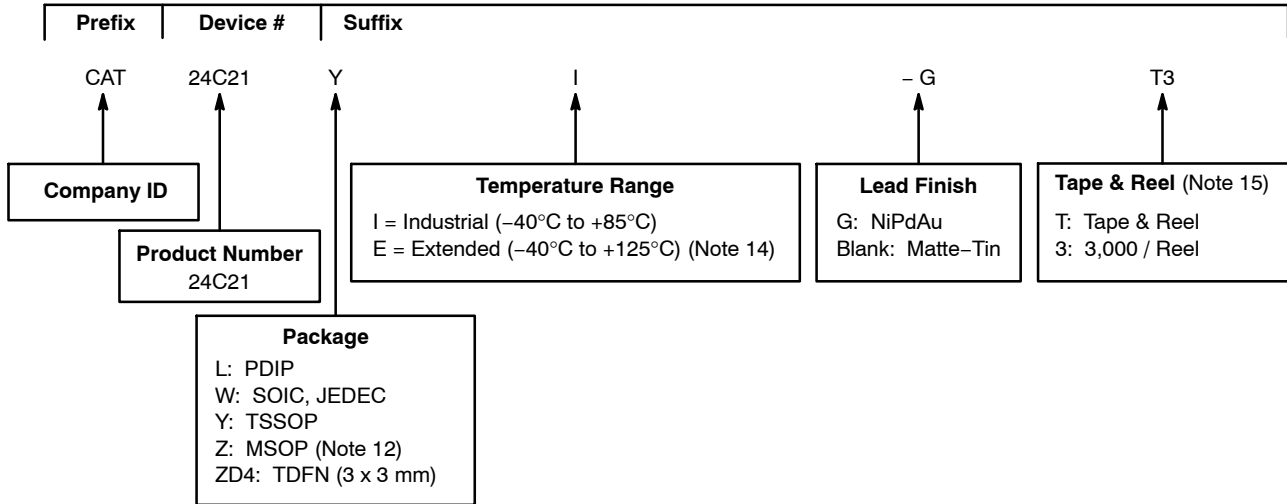 Prefix Device # Suffix
CAT 24C21 Y I – G T3
Company ID
Product Number
24C21
Package
L: PDIP
W: SOIC, JEDEC
Y: TSSOP
Z: MSOP (Note 12)
ZD4: TDFN (3 x 3 mm)
Temperature Range
I = Industrial (−40°C to +85°C)
E = Extended (−40°C to +125°C) (Note 14)
Lead Finish
G: NiPdAu
Blank: Matte−Tin
Tape & Reel (Note 15)
T: Tape & Reel
3: 3,000 / Reel